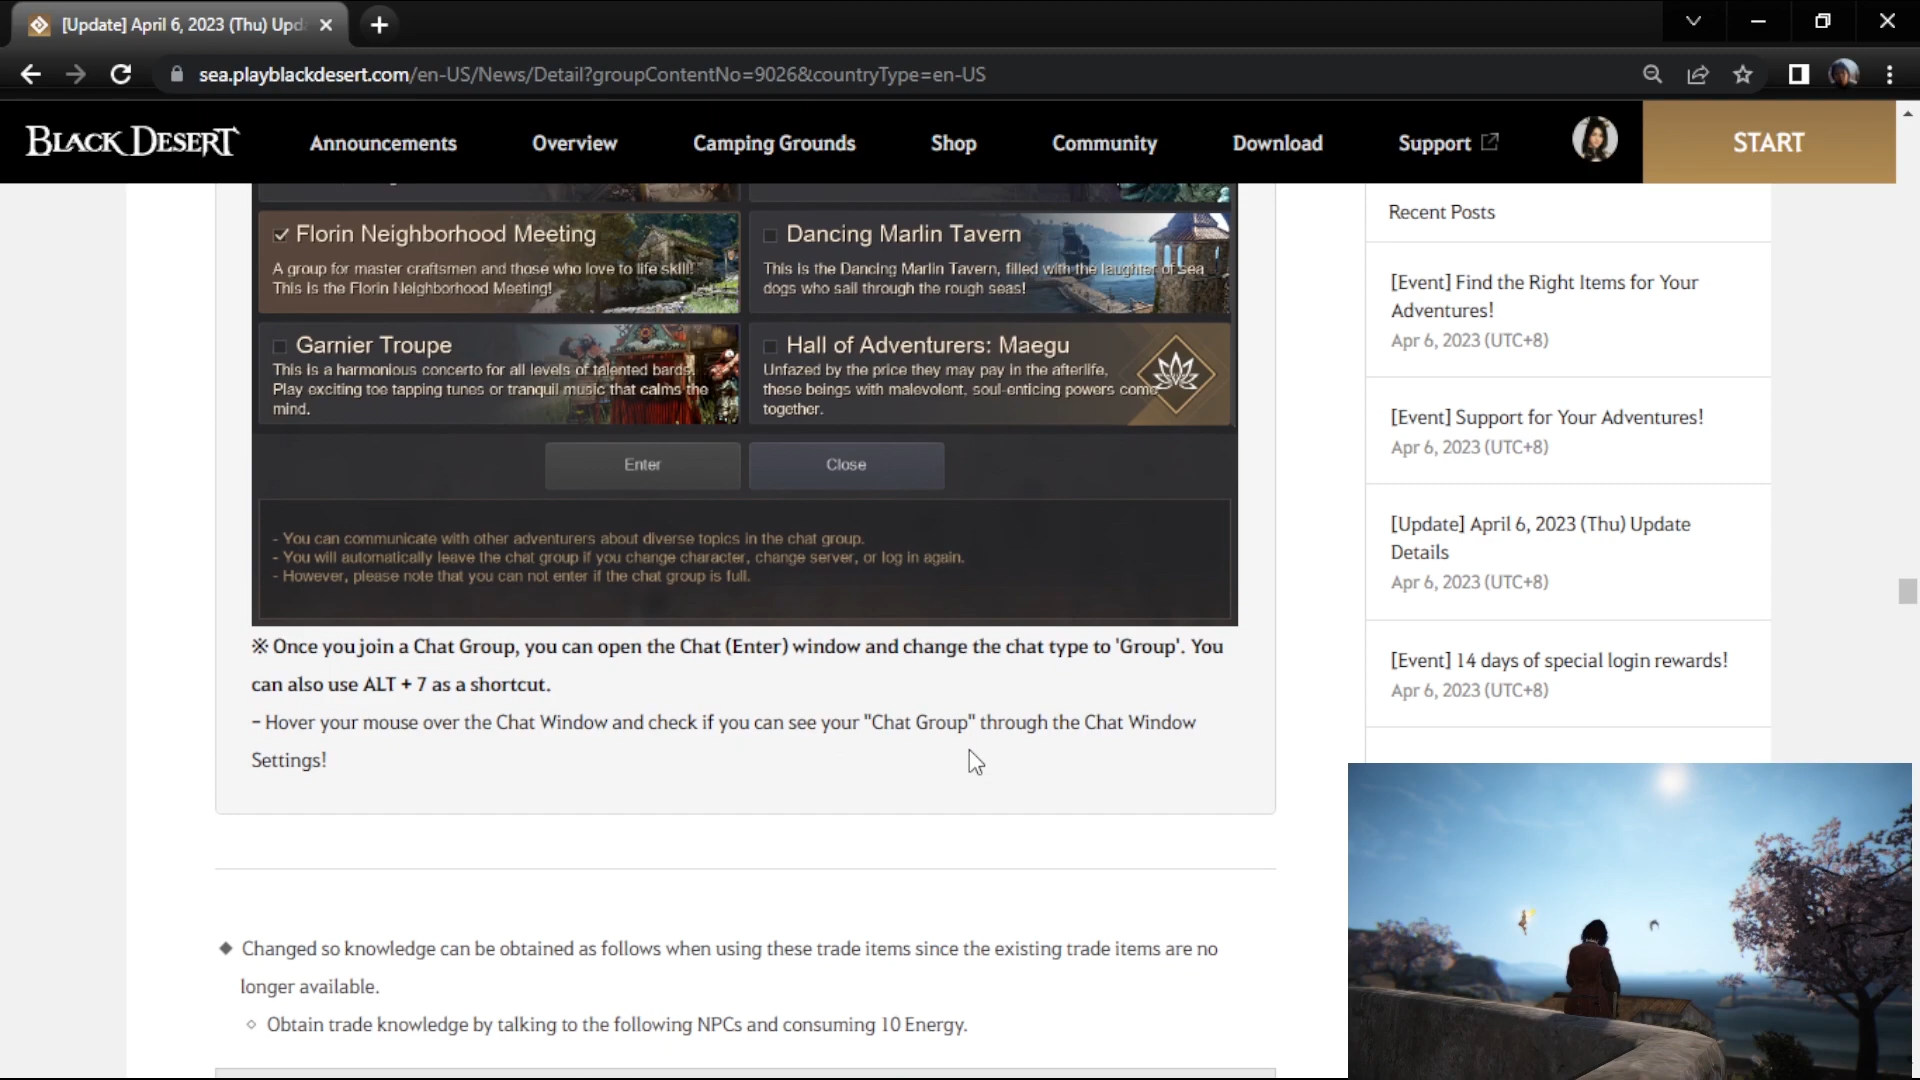 [Update] April 6, 2023 (Thu) Upd
sea.playblackdesert.com/en-US/News/Detail?groupContentNo=9026&countryType=en-US
BLACK DESERT
Announcements
Overview
Camping Grounds
Shop
Community
Download
Support
START
Florin Neighborhood Meeting
A group for master craftsmen and those who love to life skill!
This is the Florin Neighborhood Meeting!
Dancing Marlin Tavern
This is the Dancing Marlin Tavern, filled with the laughter of sea
dogs who sail through the rough seas!
Garnier Troupe
This is a harmonious concerto for all levels of talented bards.
Play exciting toe tapping tunes or tranquil music that calms the
mind.
Hall of Adventurers: Maegu
Unfazed by the price they may pay in the afterlife,
these beings with malevolent, soul-enticing powers come
together.
Enter
Close
- You can communicate with other adventurers about diverse topics in the chat group.
- You will automatically leave the chat group if you change character, change server, or log in again.
- However, please note that you can not enter if the chat group is full.
※ Once you join a Chat Group, you can open the Chat (Enter) window and change the chat type to 'Group'. You
can also use ALT + 7 as a shortcut.
– Hover your mouse over the Chat Window and check if you can see your "Chat Group" through the Chat Window
Settings!
◆ Changed so knowledge can be obtained as follows when using these trade items since the existing trade items are no
longer available.
◇ Obtain trade knowledge by talking to the following NPCs and consuming 10 Energy.
Recent Posts
[Event] Find the Right Items for Your
Adventures!
Apr 6, 2023 (UTC+8)
[Event] Support for Your Adventures!
Apr 6, 2023 (UTC+8)
[Update] April 6, 2023 (Thu) Update
Details
Apr 6, 2023 (UTC+8)
[Event] 14 days of special login rewards!
Apr 6, 2023 (UTC+8)